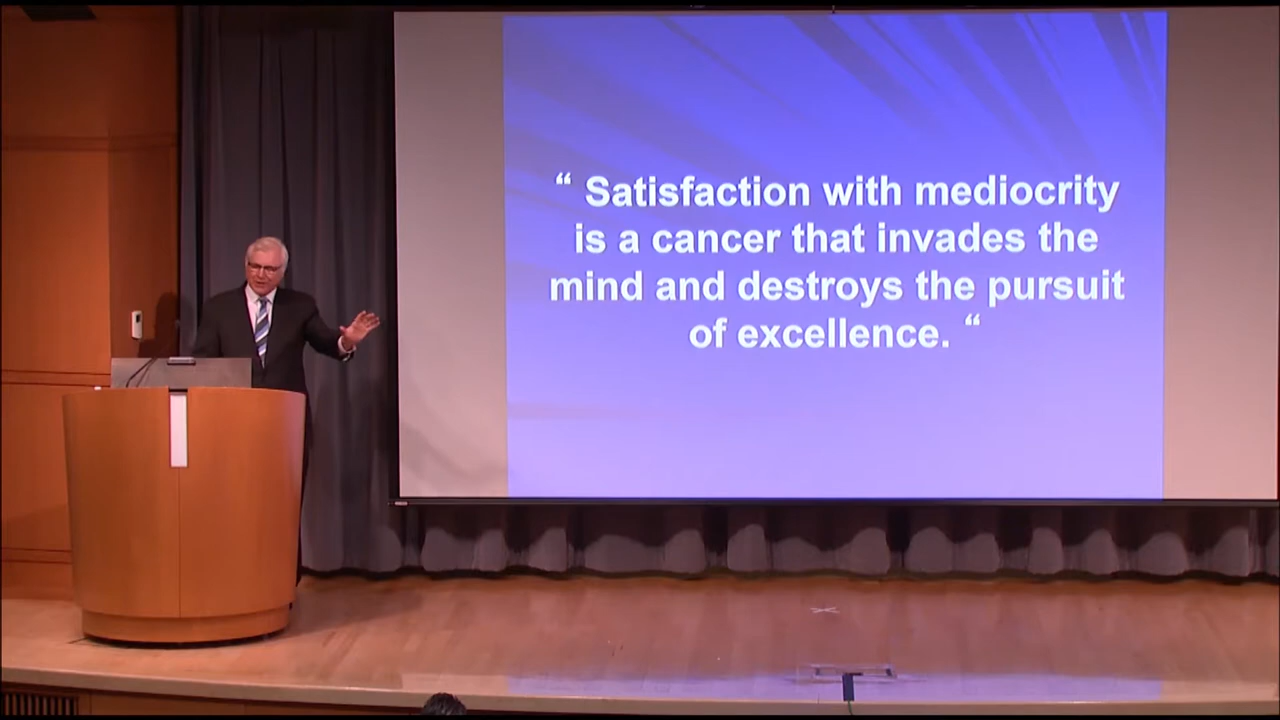 “ Satisfaction with mediocrity
is a cancer that invades the
mind and destroys the pursuit
of excellence. “